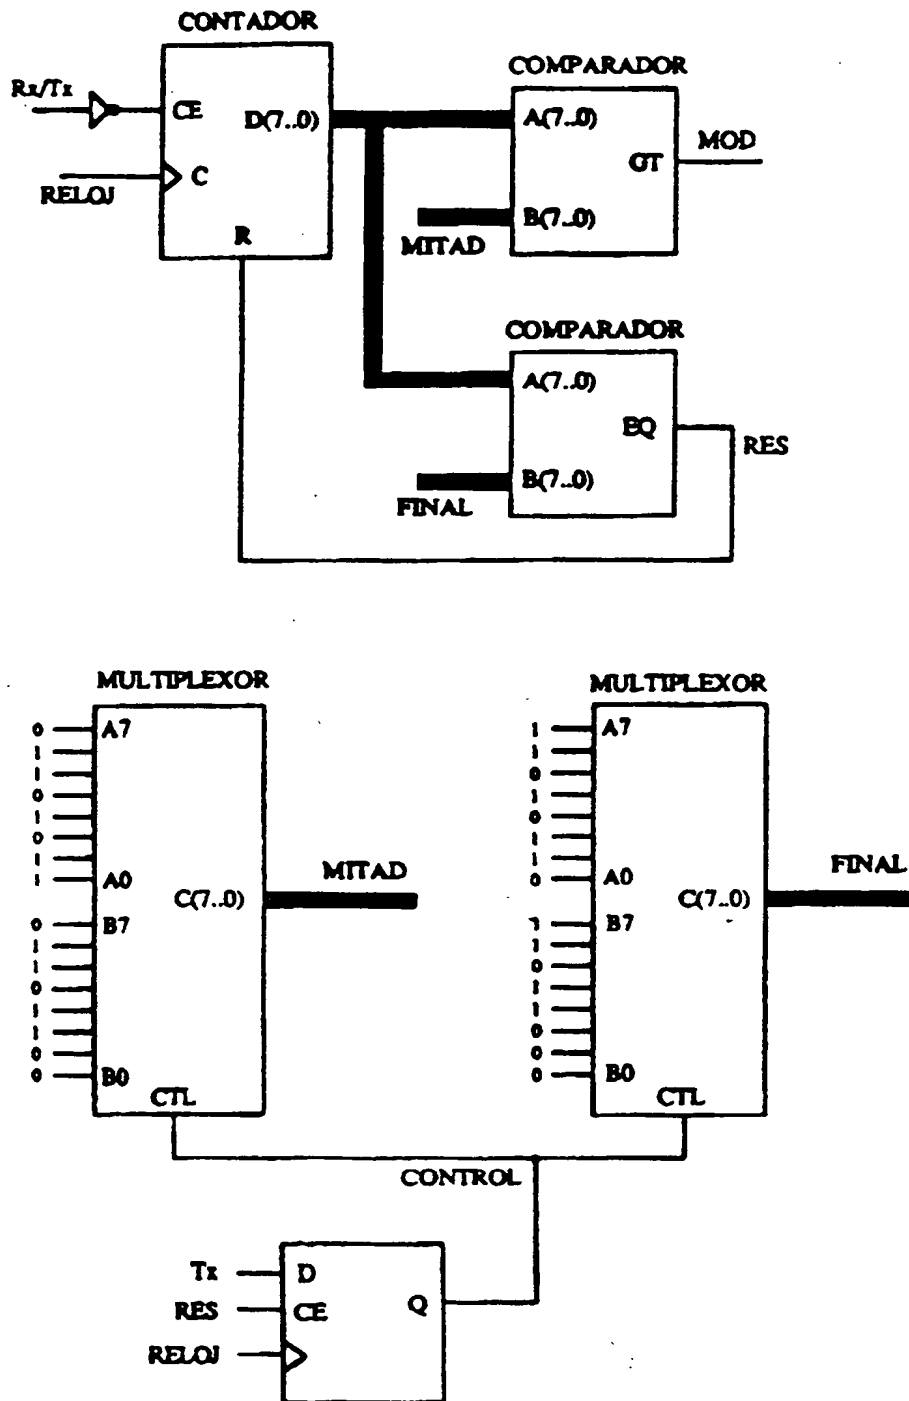 CONTADOR
Rx/Tx
CE
D(7..0)
RELOJ
C
R
COMPARADOR
A(7..0)
GT
MOD
B(7..0)
MITAD
COMPARADOR
A(7..0)
EQ
RES
B(7..0)
FINAL
MULTIPLEXOR
0 A7
1
1
0
1
0
1
1 A0
C(7..0)
MITAD
0 B7
1
1
0
1
1
0
0 B0
CTL
MULTIPLEXOR
1 A7
1
0
1
0
1
1
0 A0
C(7..0)
FINAL
1 B7
1
0
1
1
0
0
0 B0
CTL
CONTROL
Tx D
RES CE
Q
RELOJ